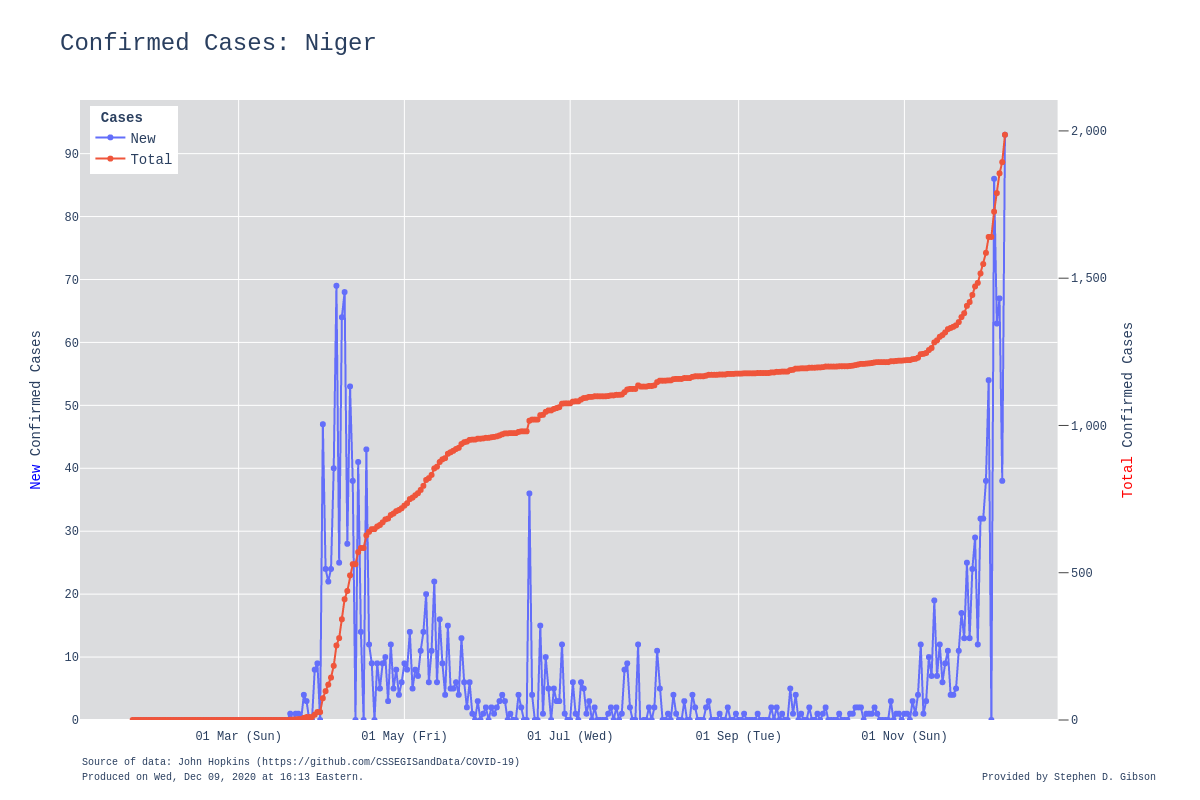 Confirmed Cases: Niger
Cases
New
Total
90
80
70
60
50
40
30
20
10
0
New Confirmed Cases
2,000
1,500
1,000
500
0
Total Confirmed Cases
01 Mar (Sun)
01 May (Fri)
01 Jul (Wed)
01 Sep (Tue)
01 Nov (Sun)
Source of data: John Hopkins (https://github.com/CSSEGISandData/COVID-19)
Produced on Wed, Dec 09, 2020 at 16:13 Eastern.
Provided by Stephen D. Gibson